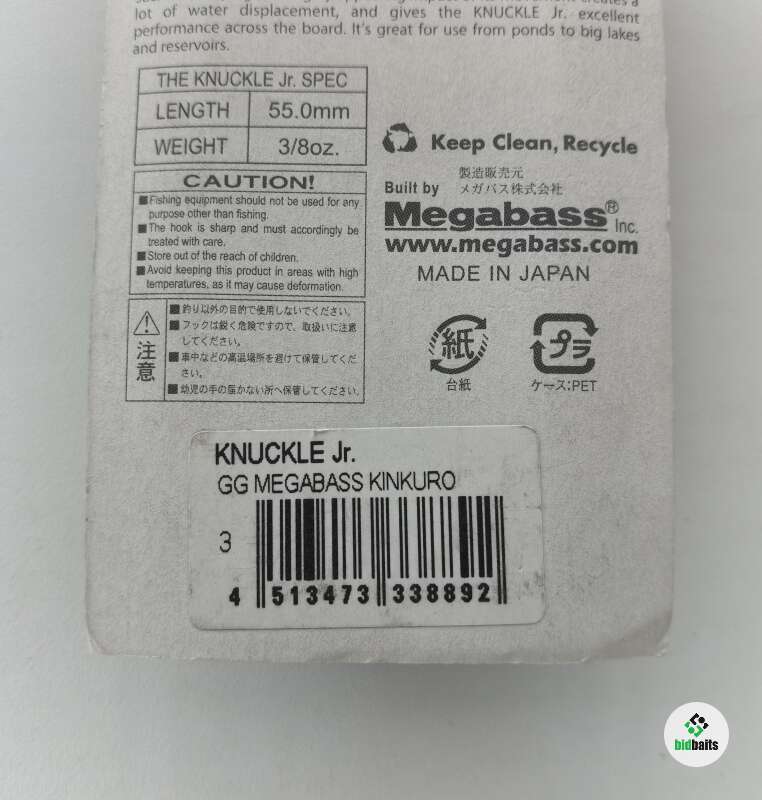 lot of water displacement, and gives the KNUCKLE Jr. excellent
performance across the board. It's great for use from ponds to big lakes
and reservoirs.
THE KNUCKLE Jr. SPEC
LENGTH 55.0mm
WEIGHT 3/8oz.
CAUTION!
■Fishing equipment should not be used for any
purpose other than fishing.
■The hook is sharp and must accordingly be
treated with care.
■Store out of the reach of children.
■Avoid keeping this product in areas with high
temperatures, as it may cause deformation.
注意
■釣り以外の目的で使用しないでください。
■フックは鋭く危険ですので、取扱いに注意
してください。
■車中などの高温場所を避けて保管してくだ
さい。
■幼児の手の届かない所へ保管してください。
Keep Clean, Recycle
製造販売元
Built by メガバス株式会社
Megabass® Inc.
www.megabass.com
MADE IN JAPAN
紙
台紙
プラ
ケース:PET
KNUCKLE Jr.
GG MEGABASS KINKURO
3
4 513473 338892
bidbaits